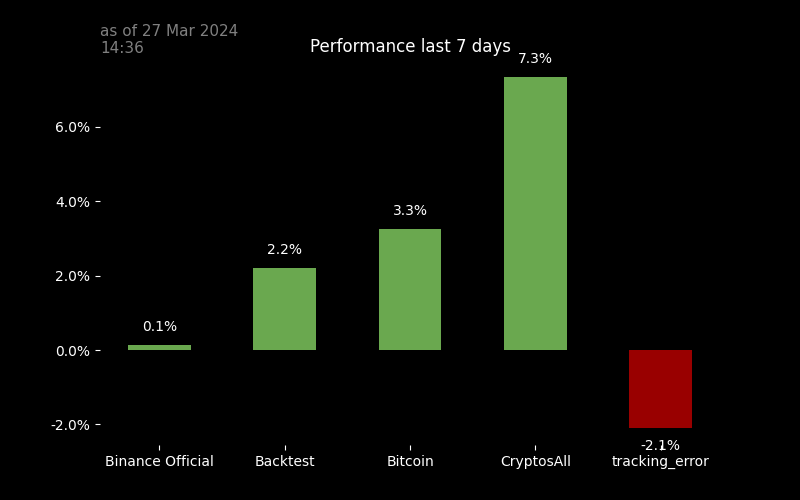 as of 27 Mar 2024
14:36
Performance last 7 days
7.3%
6.0%
4.0%
3.3%
2.2%
2.0%
0.1%
0.0%
-2.0%
-2.1%
Binance Official
Backtest
Bitcoin
CryptosAll
tracking_error